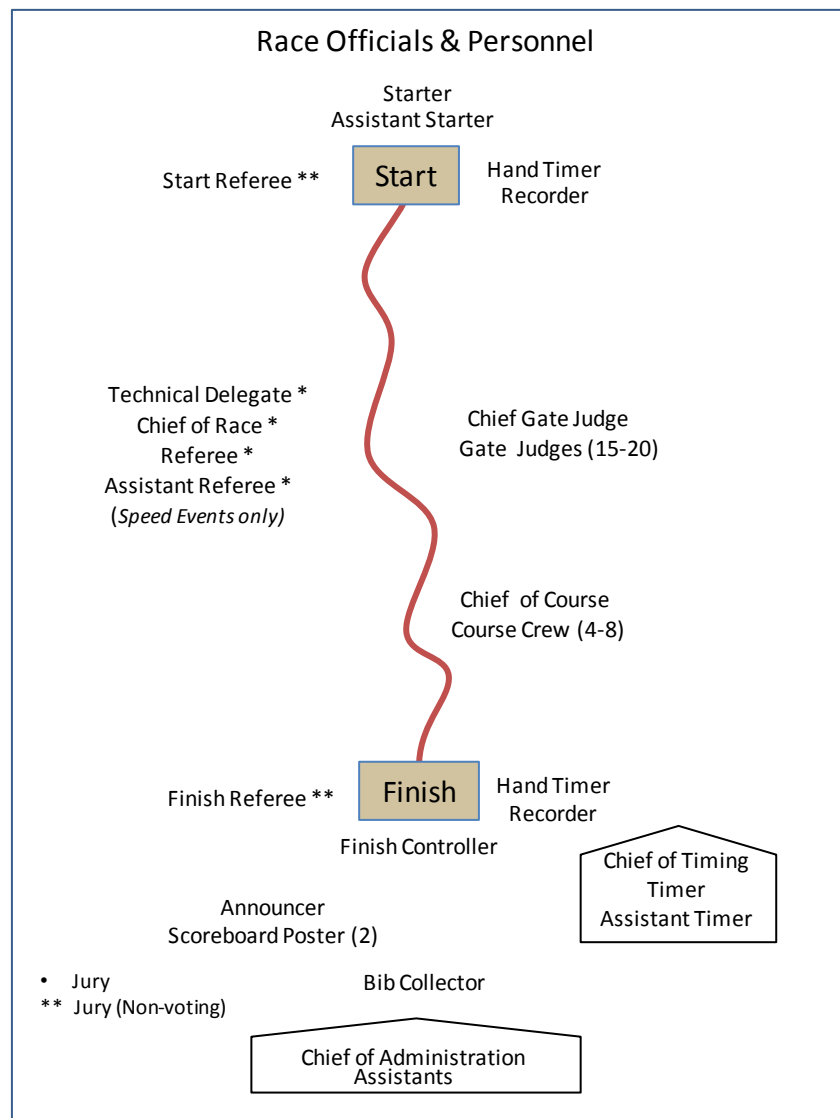 Race Officials & Personnel
Starter
Assistant Starter
Start Referee **
Start
Hand Timer
Recorder
Technical Delegate *
Chief of Race *
Referee *
Assistant Referee *
(Speed Events only)
Chief Gate Judge
Gate Judges (15-20)
Chief of Course
Course Crew (4-8)
Finish Referee **
Finish
Hand Timer
Recorder
Finish Controller
Chief of Timing
Timer
Assistant Timer
Announcer
Scoreboard Poster (2)
• Jury
** Jury (Non-voting)
Bib Collector
Chief of Administration
Assistants